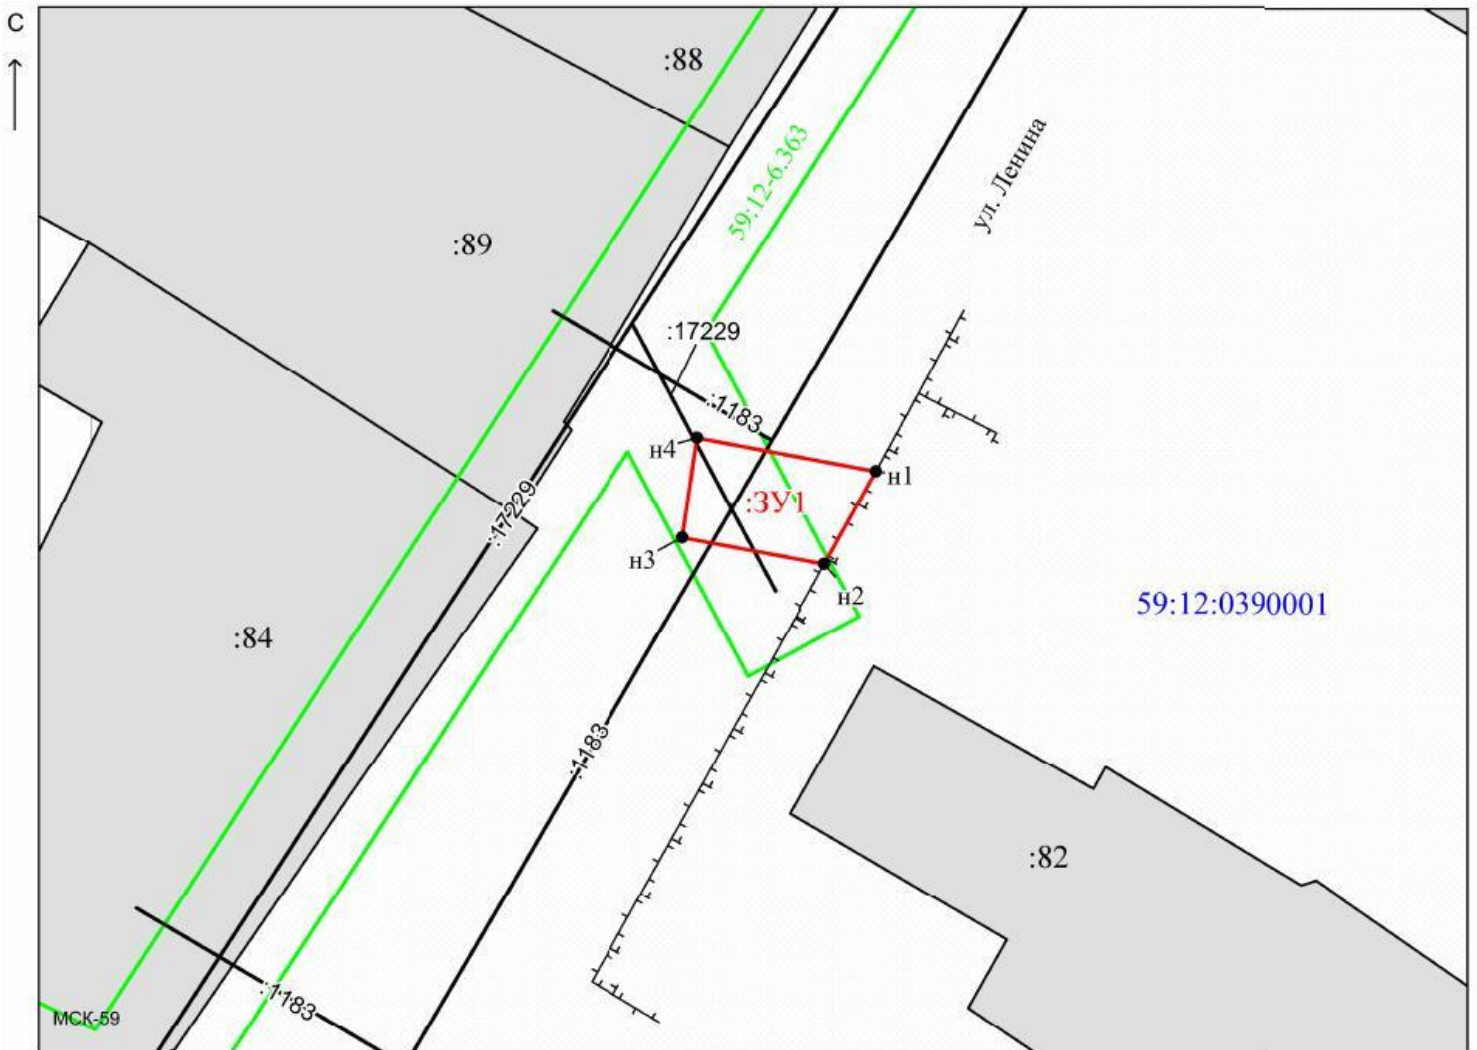 С
:88
59:12-6.363
ул. Ленина
:89
:17229
:1183
н4
н1
:ЗУ1
:17229
н3
н2
59:12:0390001
:84
:1183
:82
:1183
МСК-59